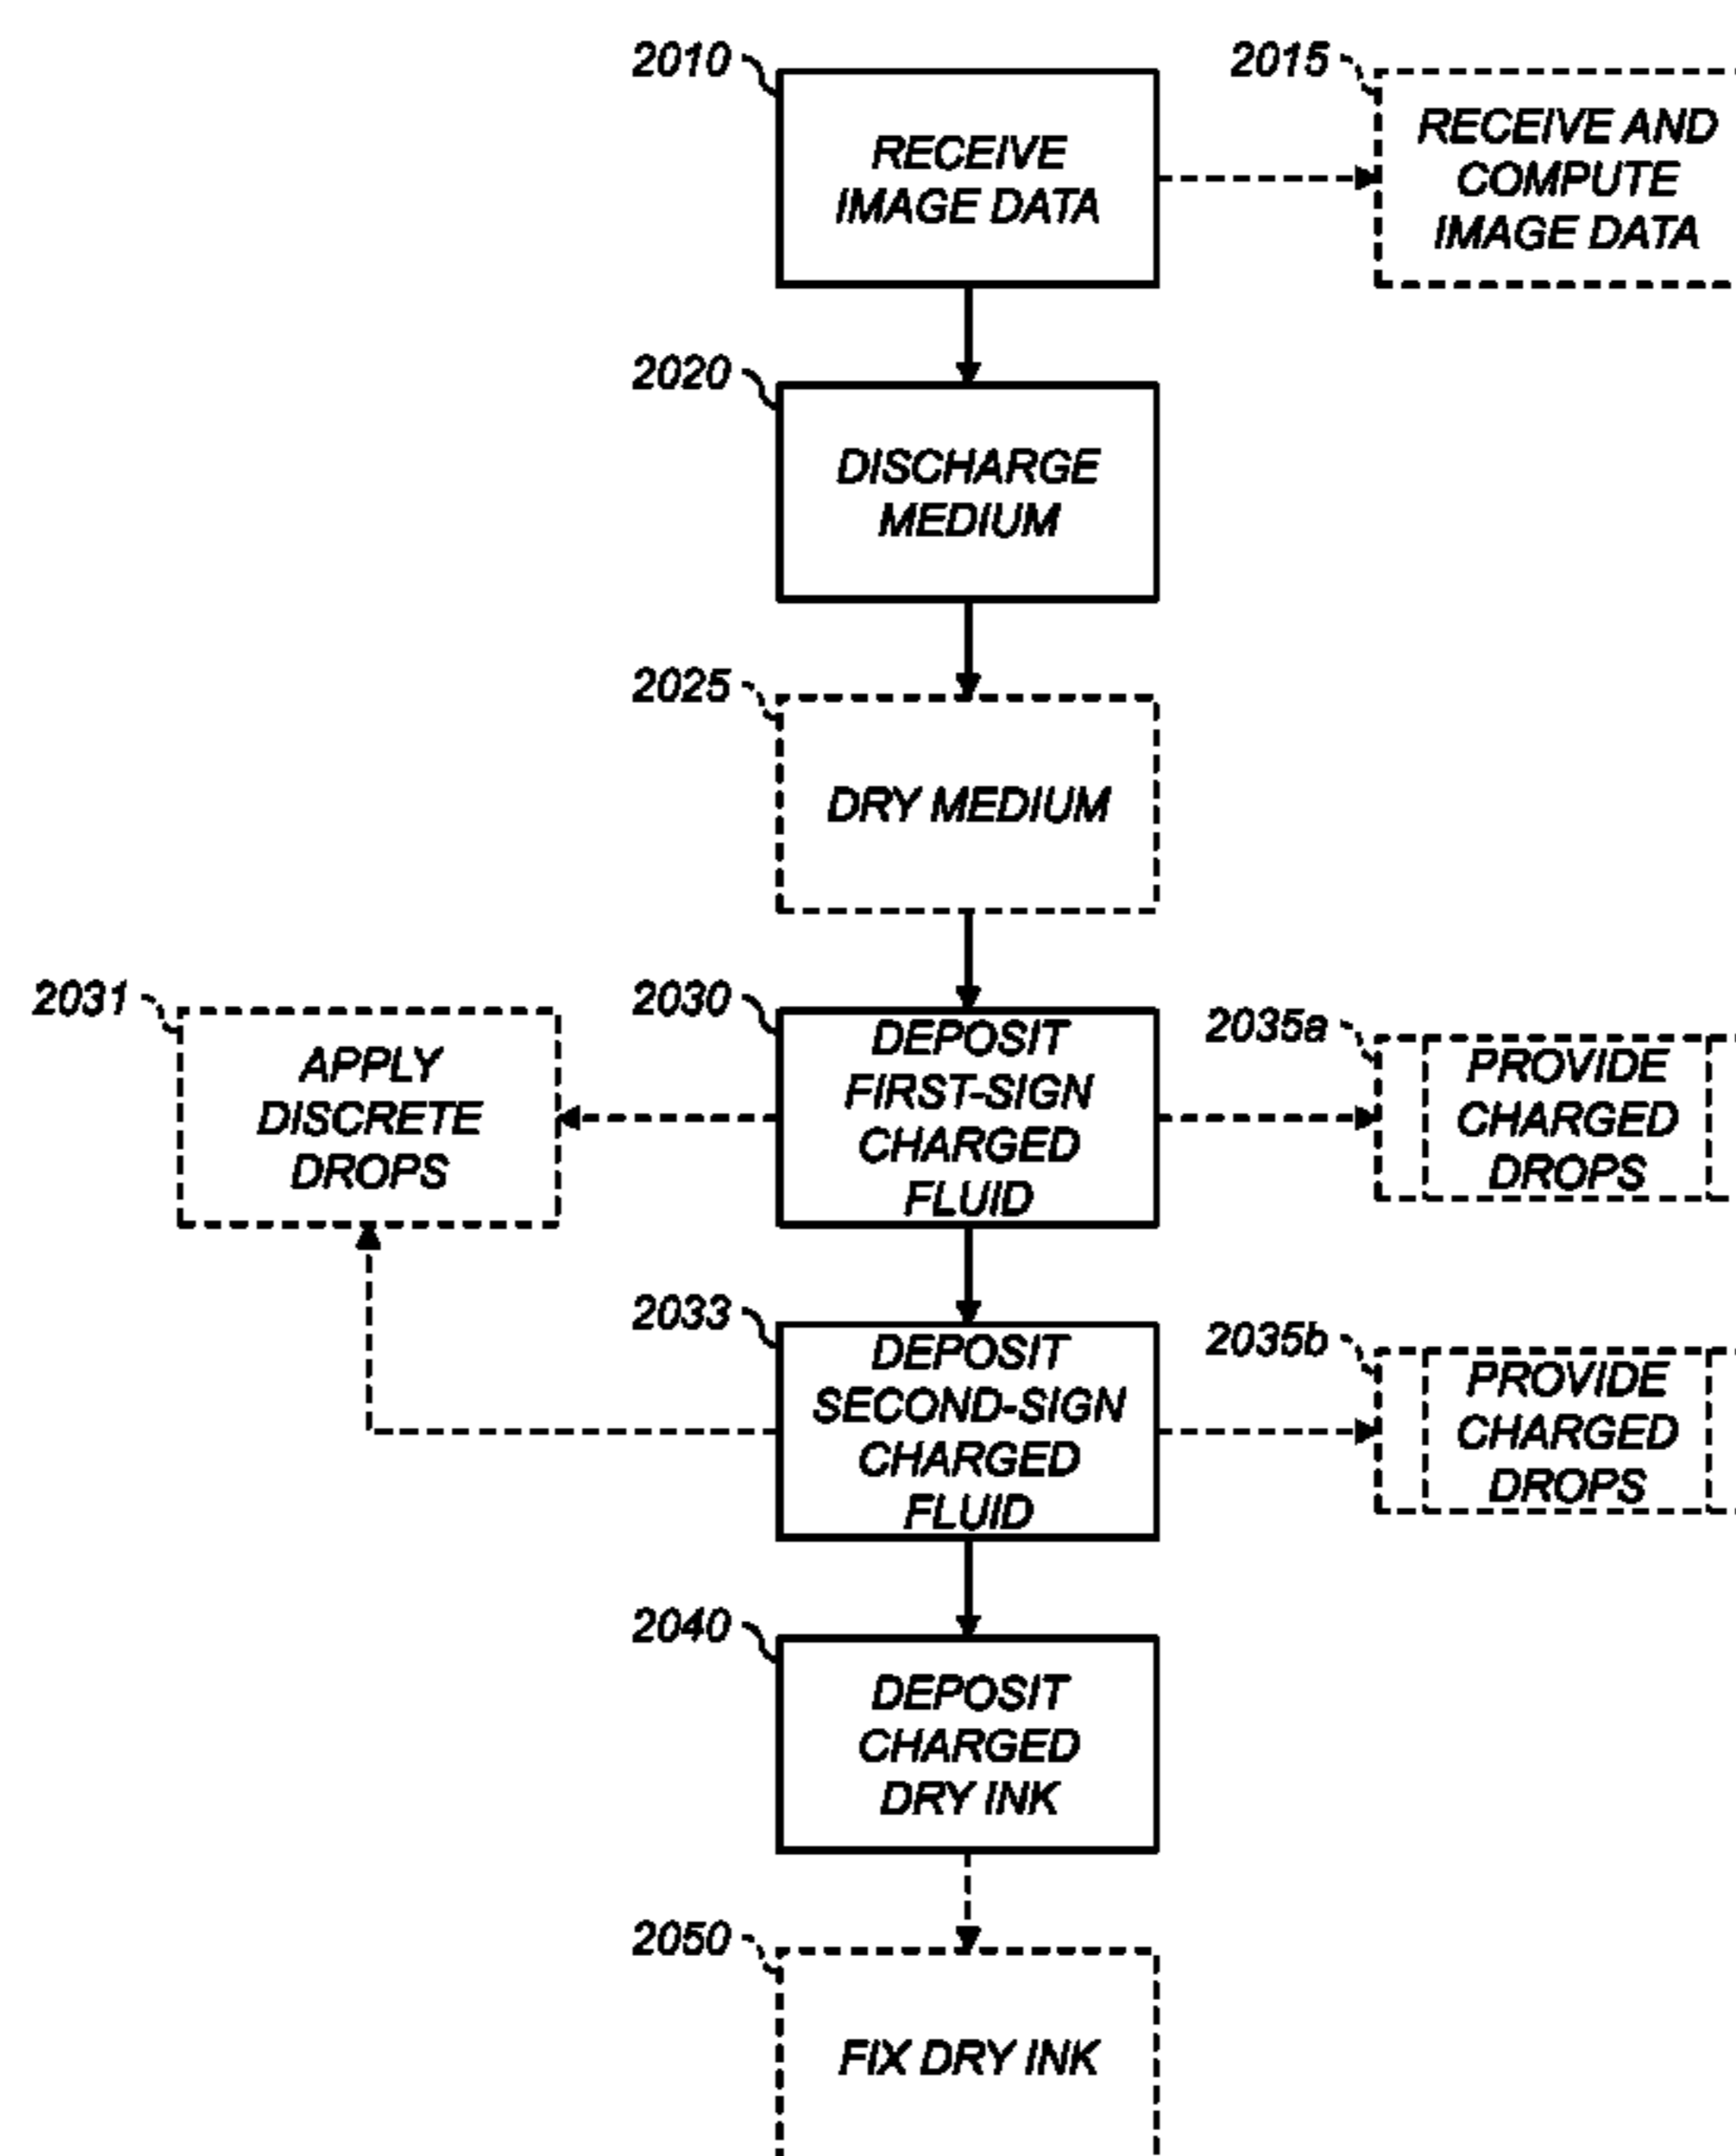 2010
RECEIVE
IMAGE DATA
2015
RECEIVE AND
COMPUTE
IMAGE DATA
2020
DISCHARGE
MEDIUM
2025
DRY MEDIUM
2031
APPLY
DISCRETE
DROPS
2030
DEPOSIT
FIRST-SIGN
CHARGED
FLUID
2035a
PROVIDE
CHARGED
DROPS
2033
DEPOSIT
SECOND-SIGN
CHARGED
FLUID
2035b
PROVIDE
CHARGED
DROPS
2040
DEPOSIT
CHARGED
DRY INK
2050
FIX DRY INK